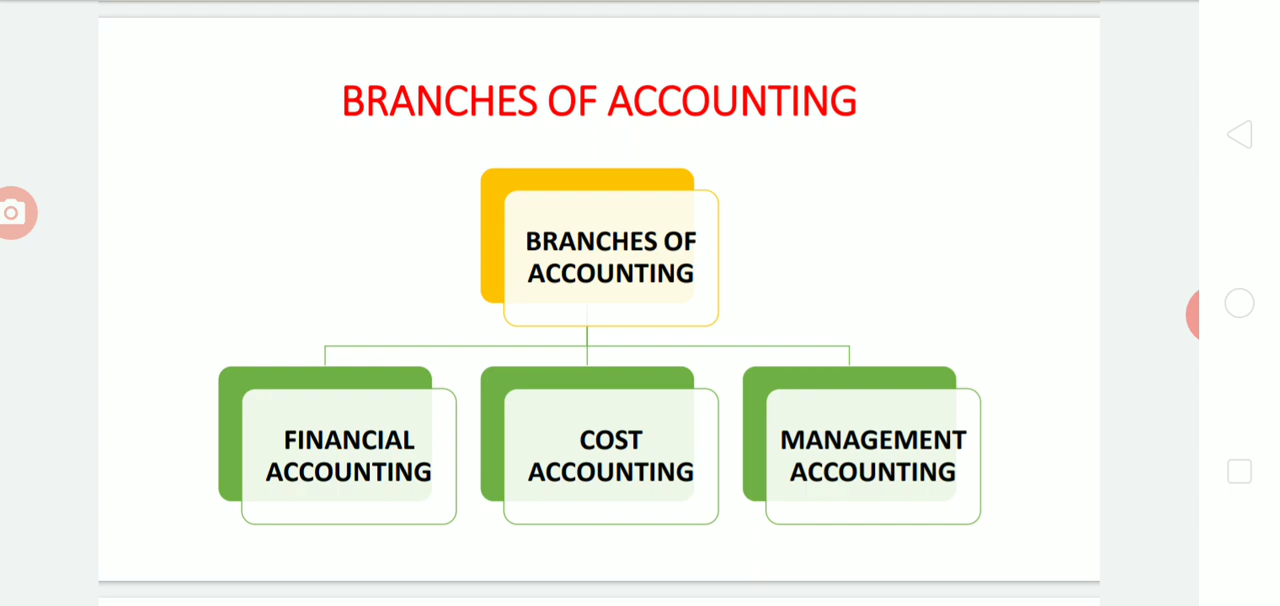 BRANCHES OF ACCOUNTING
BRANCHES OF
ACCOUNTING
FINANCIAL
ACCOUNTING
COST
ACCOUNTING
MANAGEMENT
ACCOUNTING